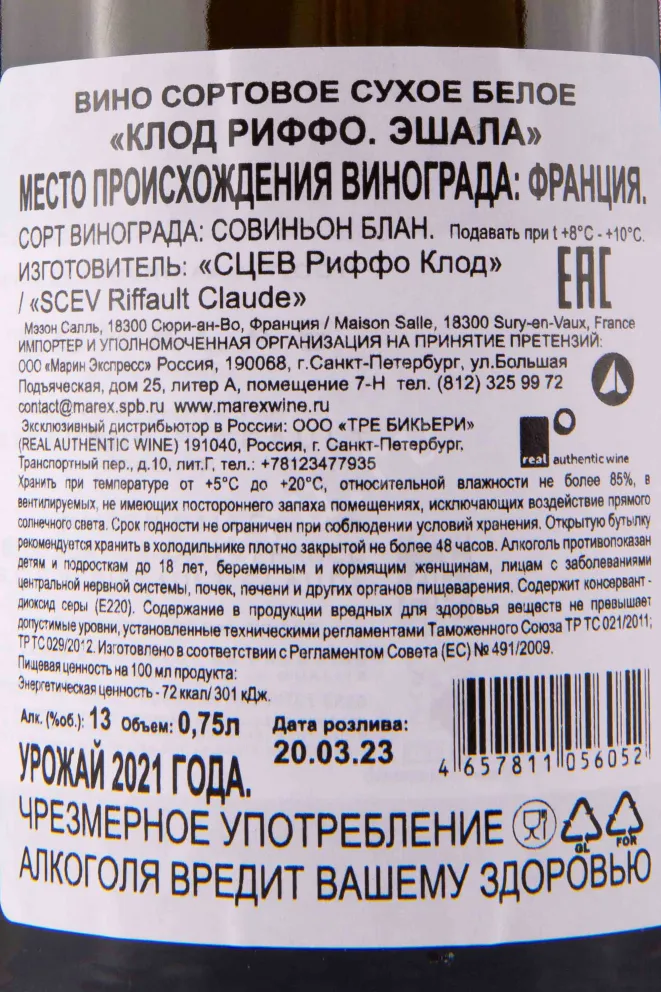 ВИНО СОРТОВОЕ СУХОЕ БЕЛОЕ
«КЛОД РИФФО. ЭШАЛА»
МЕСТО ПРОИСХОЖДЕНИЯ ВИНОГРАДА: ФРАНЦИЯ.
СОРТ ВИНОГРАДА: СОВИНЬОН БЛАН. Подавать при t +8°С - +10°С.
ИЗГОТОВИТЕЛЬ: «СЦЕВ Риффо Клод»
/ «SCEV Riffault Claude»
EAC
Мэзон Салль, 18300 Сюри-ан-Во, Франция / Maison Salle, 18300 Sury-en-Vaux, France
ИМПОРТЕР И УПОЛНОМОЧЕННАЯ ОРГАНИЗАЦИЯ НА ПРИНЯТИЕ ПРЕТЕНЗИЙ:
ООО «Марин Экспресс» Россия, 190068, г.Санкт-Петербург, ул.Большая
Подъяческая, дом 25, литер А, помещение 7-Н тел. (812) 325 99 72
contact@marex.spb.ru www.marexwine.ru
Эксклюзивный дистрибьютор в России: ООО «ТРЕ БИКЬЕРИ»
(REAL AUTHENTIC WINE) 191040, Россия, г. Санкт-Петербург,
Транспортный пер., д.10, лит.Г, тел.: +78123477935
real authentic wine
Хранить при температуре от +5°С до +20°С, относительной влажности не более 85%, в
вентилируемых, не имеющих постороннего запаха помещениях, исключающих воздействие прямого
солнечного света. Срок годности не ограничен при соблюдении условий хранения. Открытую бутылку
рекомендуется хранить в холодильнике плотно закрытой не более 48 часов. Алкоголь противопоказан
детям и подросткам до 18 лет, беременным и кормящим женщинам, лицам с заболеваниями
центральной нервной системы, почек, печени и других органов пищеварения. Содержит консервант -
диоксид серы (Е220). Содержание в продукции вредных для здоровья веществ не превышает
допустимые уровни, установленные техническими регламентами Таможенного Союза ТР ТС 021/2011;
ТР ТС 029/2012. Изготовлено в соответствии с Регламентом Совета (ЕС) № 491/2009.
Пищевая ценность на 100 мл продукта:
Энергетическая ценность - 72 ккал/ 301 кДж.
Алк. (%об.): 13 Объем: 0,75л
Дата розлива:
20.03.23
4 657811 056052
УРОЖАЙ 2021 ГОДА.
ЧРЕЗМЕРНОЕ УПОТРЕБЛЕНИЕ
GL FOR
АЛКОГОЛЯ ВРЕДИТ ВАШЕМУ ЗДОРОВЬЮ